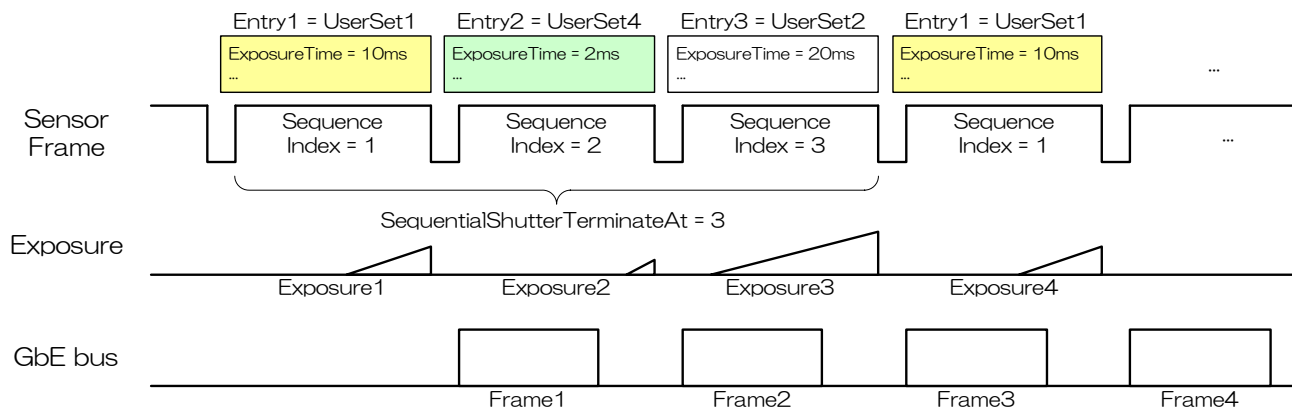 Entry1 = UserSet1 Entry2 = UserSet4 Entry3 = UserSet2 Entry1 = UserSet1
ExposureTime = 10ms ExposureTime = 2ms ExposureTime = 20ms ExposureTime = 10ms
... ... ... ... ...
Sensor
Frame
Sequence
Index = 1
Sequence
Index = 2
Sequence
Index = 3
Sequence
Index = 1
...
SequentialShutterTerminateAt = 3
Exposure
Exposure1 Exposure2 Exposure3 Exposure4
GbE bus
Frame1 Frame2 Frame3 Frame4